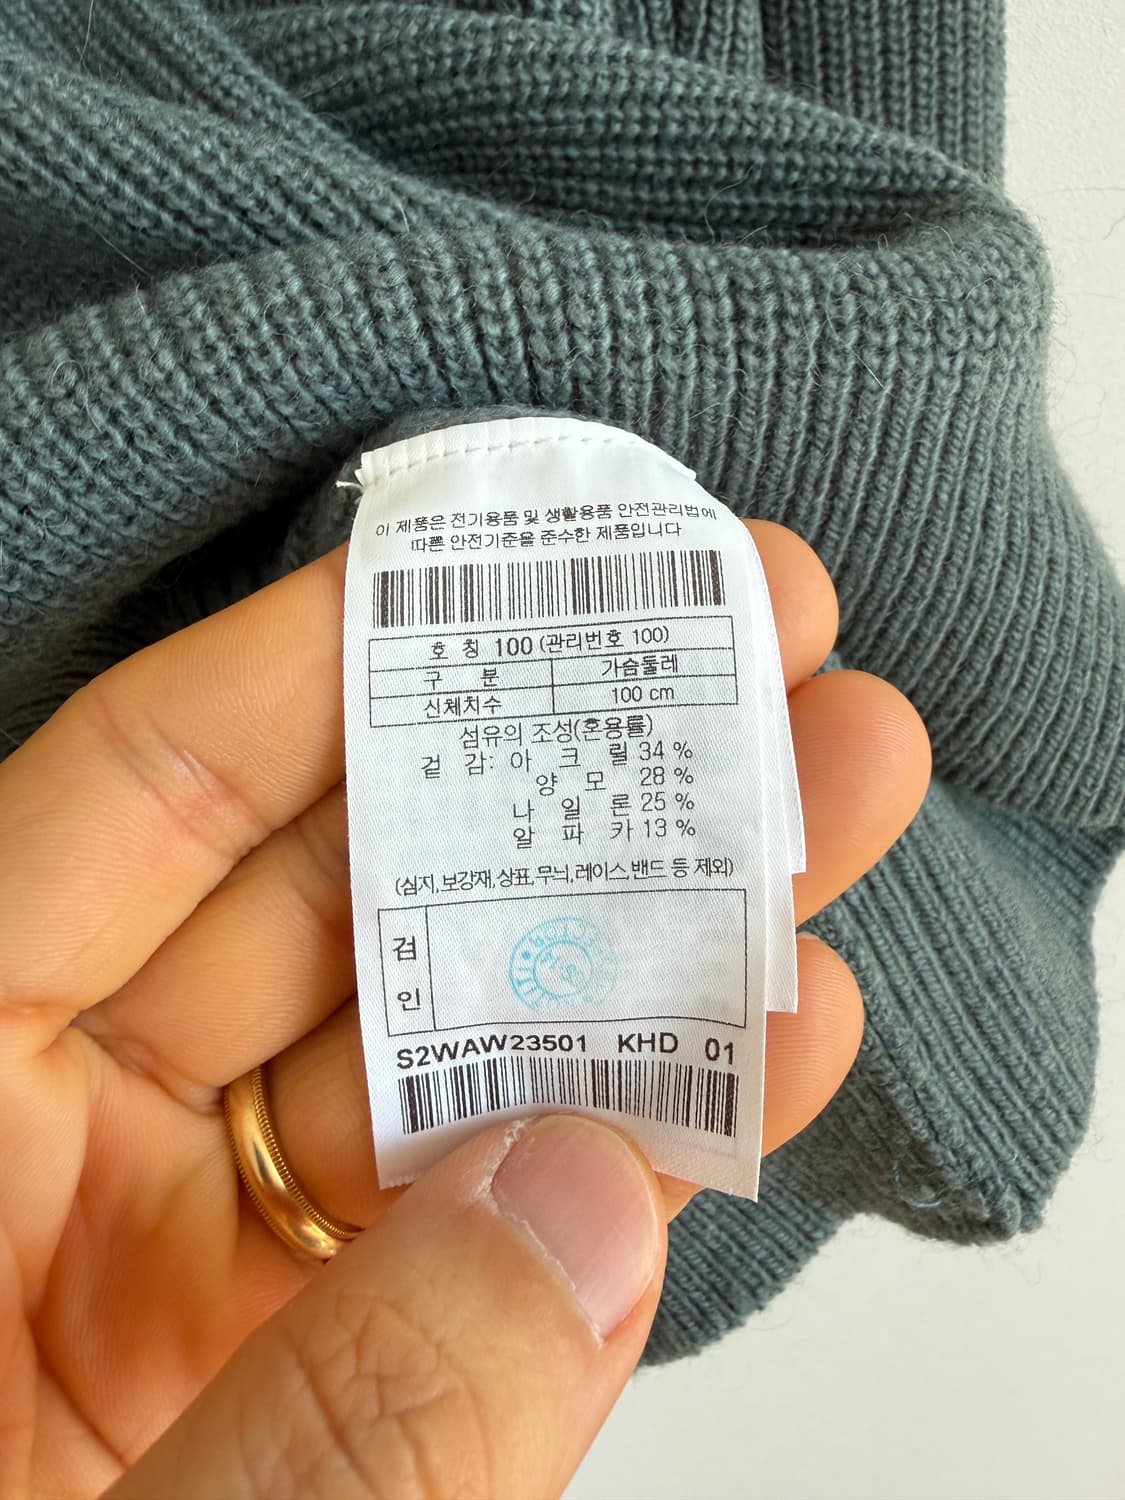 이 제품은 전기용품 및 생활용품 안전관리법에
따른 안전기준을 준수한 제품입니다
호 칭 100 (관리번호 100)
구 분 가슴둘레
신체치수 100 cm
섬유의 조성(혼용률)
겉 감: 아 크 릴 34 %
양 모 28 %
나 일 론 25 %
알 파 카 13 %
(심지,보강재,상표,무늬,레이스,밴드 등 제외)
검
인
S2WAW23501 KHD 01